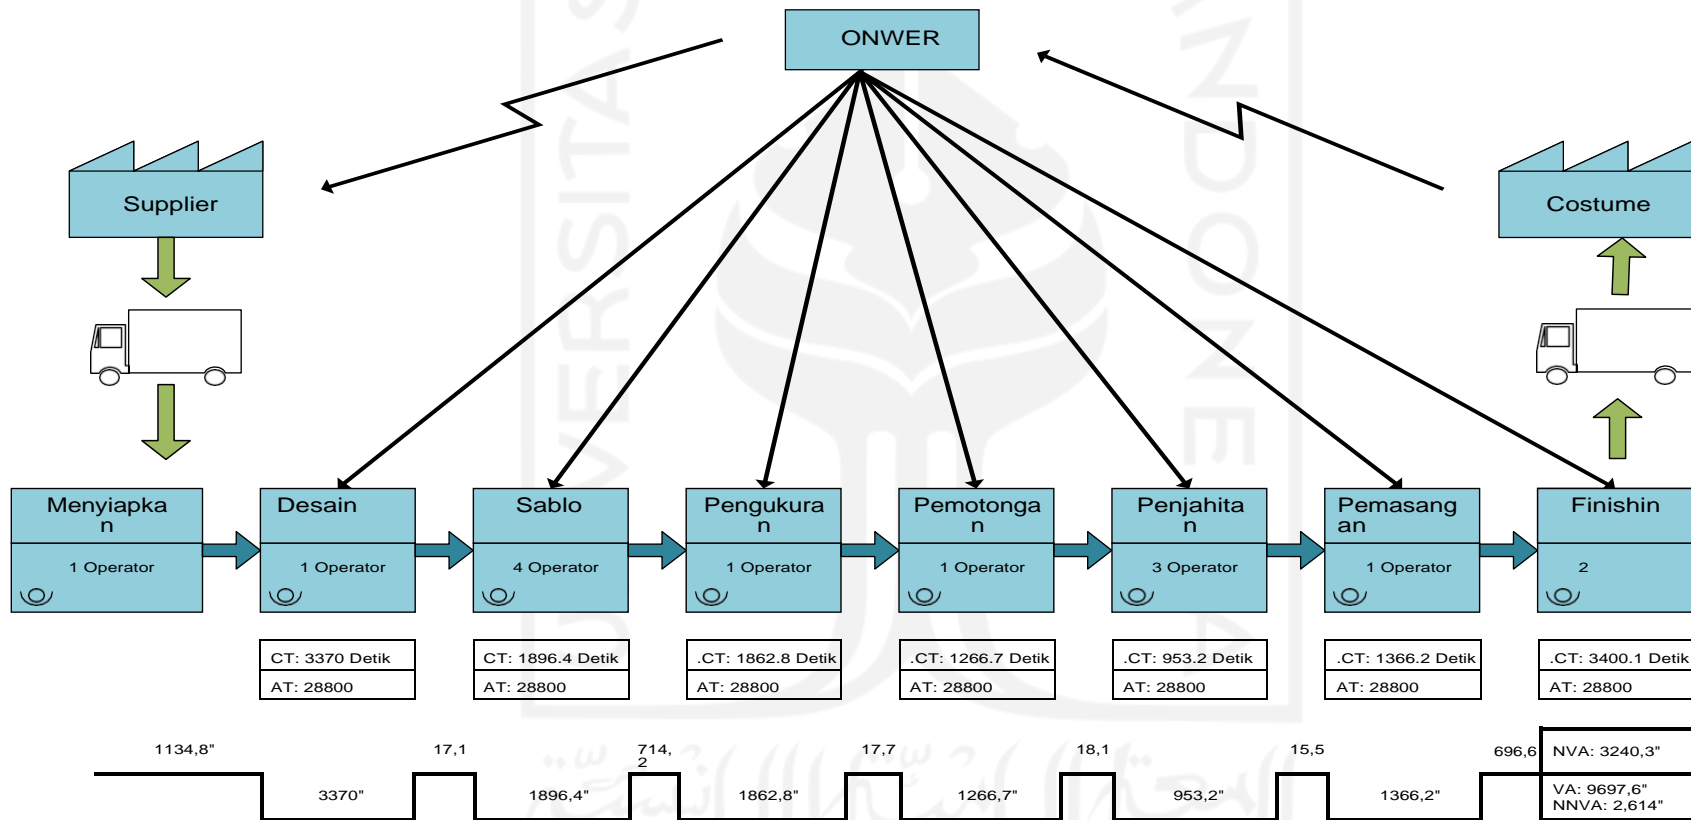 ONWER
Supplier
Costume
Menyiapka
n
1 Operator
Desain
1 Operator
Sablo
4 Operator
Pengukura
n
1 Operator
Pemotonga
n
1 Operator
Penjahita
n
3 Operator
Pemasang
an
1 Operator
Finishin
2
CT: 3370 Detik
AT: 28800
CT: 1896.4 Detik
AT: 28800
.CT: 1862.8 Detik
AT: 28800
.CT: 1266.7 Detik
AT: 28800
.CT: 953.2 Detik
AT: 28800
.CT: 1366.2 Detik
AT: 28800
.CT: 3400.1 Detik
AT: 28800
1134,8"
17,1
714,
2
17,7
18,1
15,5
696,6
NVA: 3240,3"
3370"
1896,4"
1862,8"
1266,7"
953,2"
1366,2"
VA: 9697,6"
NNVA: 2,614"